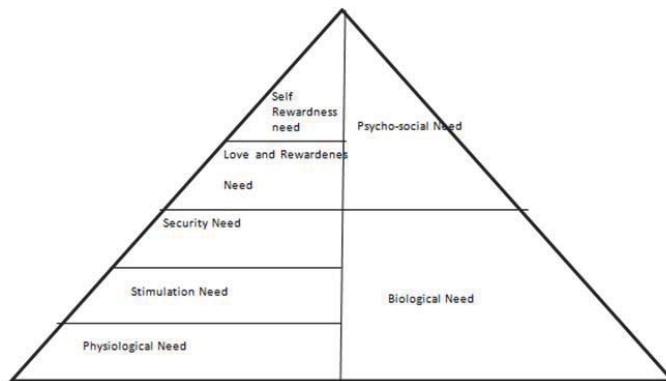 Self
Rewardness
need
Psycho-social Need
Love and Rewardenes
Need
Security Need
Stimulation Need
Biological Need
Physiological Need